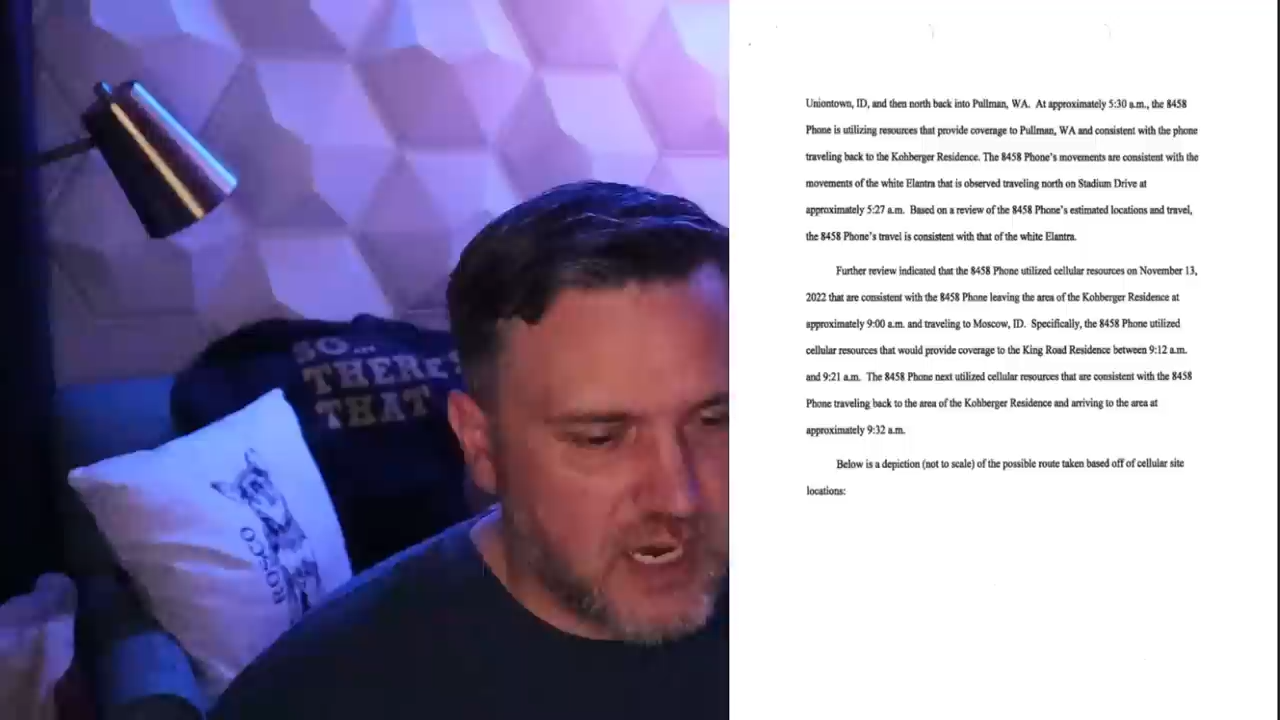 SO
THERE'S
THAT
ROSCO
Uniontown, ID, and then north back into Pullman, WA. At approximately 5:30 a.m., the 8458
Phone is utilizing resources that provide coverage to Pullman, WA and consistent with the phone
traveling back to the Kohberger Residence. The 8458 Phone's movements are consistent with the
movements of the white Elantra that is observed traveling north on Stadium Drive at
approximately 5:27 a.m. Based on a review of the 8458 Phone's estimated locations and travel,
the 8458 Phone's travel is consistent with that of the white Elantra.
Further review indicated that the 8458 Phone utilized cellular resources on November 13,
2022 that are consistent with the 8458 Phone leaving the area of the Kohberger Residence at
approximately 9:00 a.m. and traveling to Moscow, ID. Specifically, the 8458 Phone utilized
cellular resources that would provide coverage to the King Road Residence between 9:12 a.m.
and 9:21 a.m. The 8458 Phone next utilized cellular resources that are consistent with the 8458
Phone traveling back to the area of the Kohberger Residence and arriving to the area at
approximately 9:32 a.m.
Below is a depiction (not to scale) of the possible route taken based off of cellular site
locations: